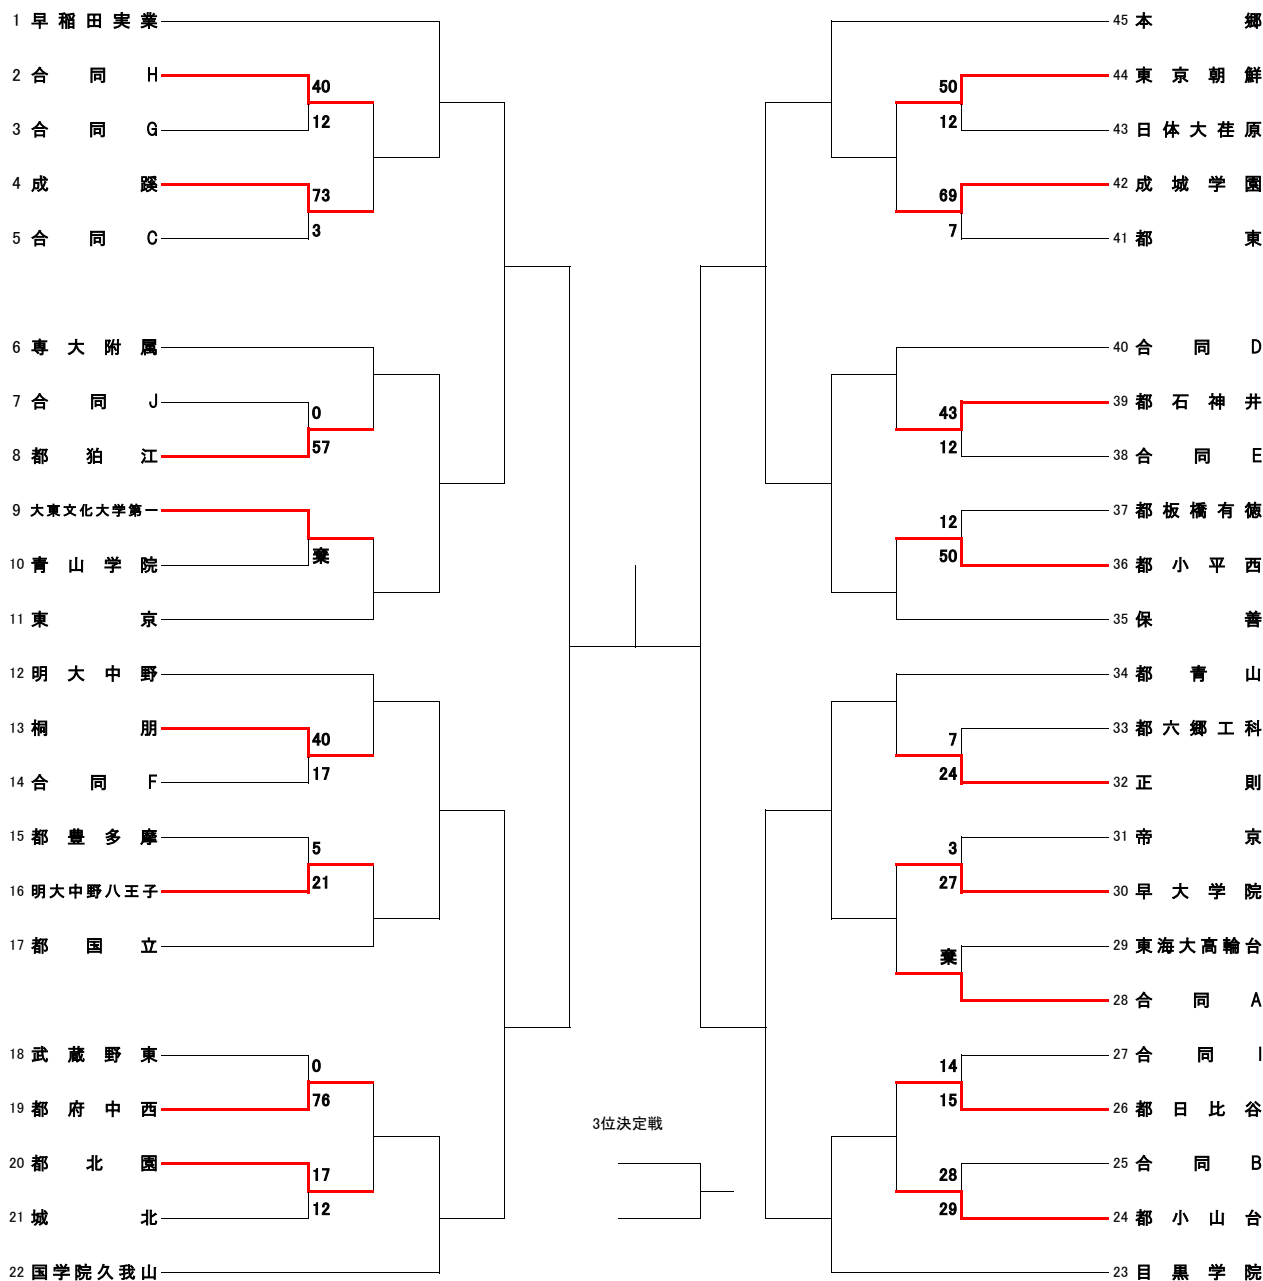 1 早稲田実業
2 合同H
40
3 合同G
12
4 成蹊
73
5 合同C
3
6 専大附属
7 合同J
0
8 都狛江
57
9 大東文化大学第一
10 青山学院
棄
11 東京
12 明大中野
13 桐朋
40
14 合同F
17
15 都豊多摩
5
16 明大中野八王子
21
17 都国立
18 武蔵野東
0
19 都府中西
76
20 都北園
17
21 城北
12
22 国学院久我山
45 本郷
44 東京朝鮮
50
43 日体大荏原
12
42 成城学園
69
41 都東
7
40 合同D
39 都石神井
43
38 合同E
12
37 都板橋有徳
12
36 都小平西
50
35 保善
34 都青山
33 都六郷工科
7
32 正則
24
31 帝京
3
30 早大学院
27
29 東海大高輪台
棄
28 合同A
27 合同I
14
26 都日比谷
15
25 合同B
28
24 都小山台
29
23 目黒学院
3位決定戦